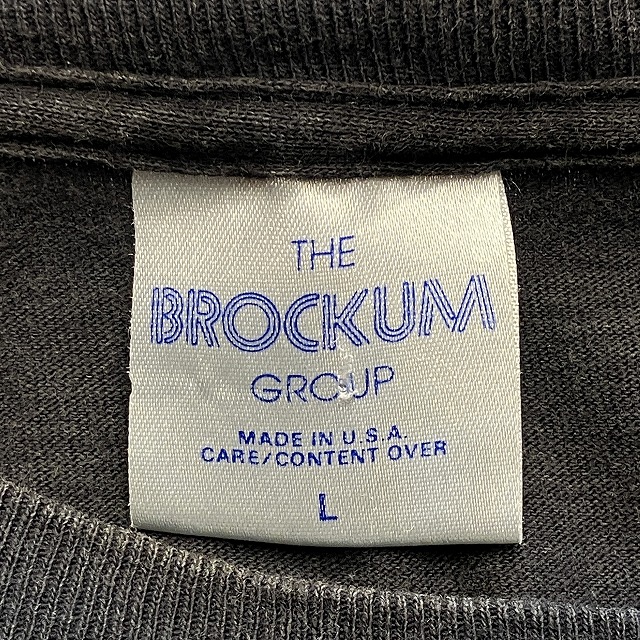 THE
BROCKUM
GROUP
MADE IN U.S.A.
CARE/CONTENT OVER
L